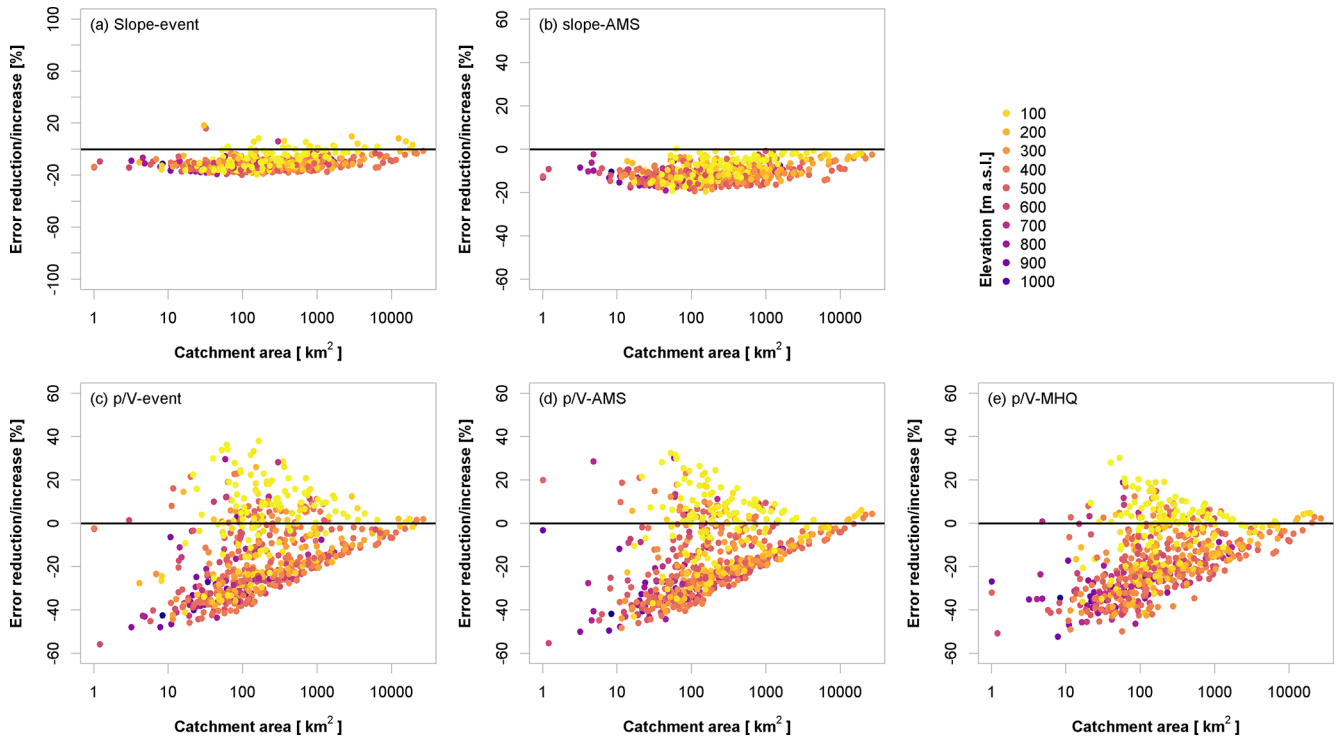 (a) Slope-event
Error reduction/increase [%]
100
60
20
0
-20
-60
-100
1 10 100 1000 10000
Catchment area [ km² ]
(b) slope-AMS
Error reduction/increase [%]
60
40
20
0
-20
-40
-60
1 10 100 1000 10000
Catchment area [ km² ]
Elevation [m a.s.l.]
100
200
300
400
500
600
700
800
900
1000
(c) p/V-event
Error reduction/increase [%]
60
40
20
0
-20
-40
-60
1 10 100 1000 10000
Catchment area [ km² ]
(d) p/V-AMS
Error reduction/increase [%]
60
40
20
0
-20
-40
-60
1 10 100 1000 10000
Catchment area [ km² ]
(e) p/V-MHQ
Error reduction/increase [%]
60
40
20
0
-20
-40
-60
1 10 100 1000 10000
Catchment area [ km² ]